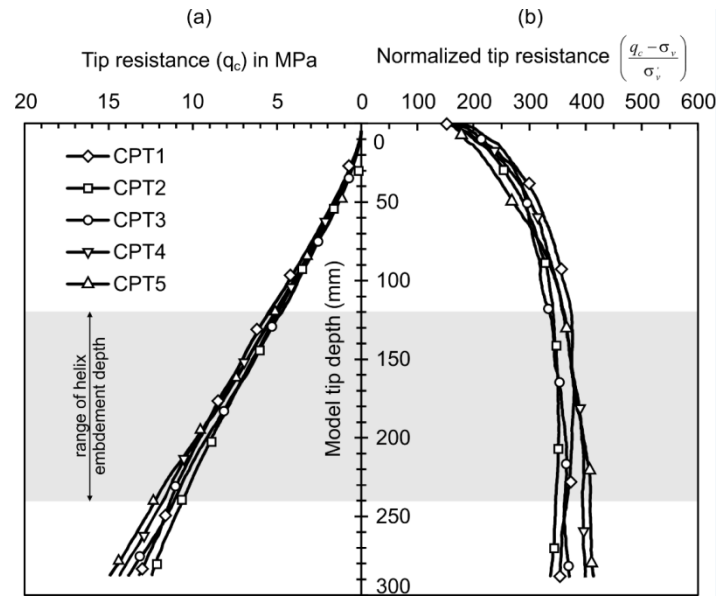 (a)
(b)
Tip resistance (qc) in MPa
Normalized tip resistance ( qc − σv / σv' )
20 15 10 5 0 100 200 300 400 500 600
CPT1
CPT2
CPT3
CPT4
CPT5
range of helix
embdement depth
Model tip depth (mm)
0
50
100
150
200
250
300